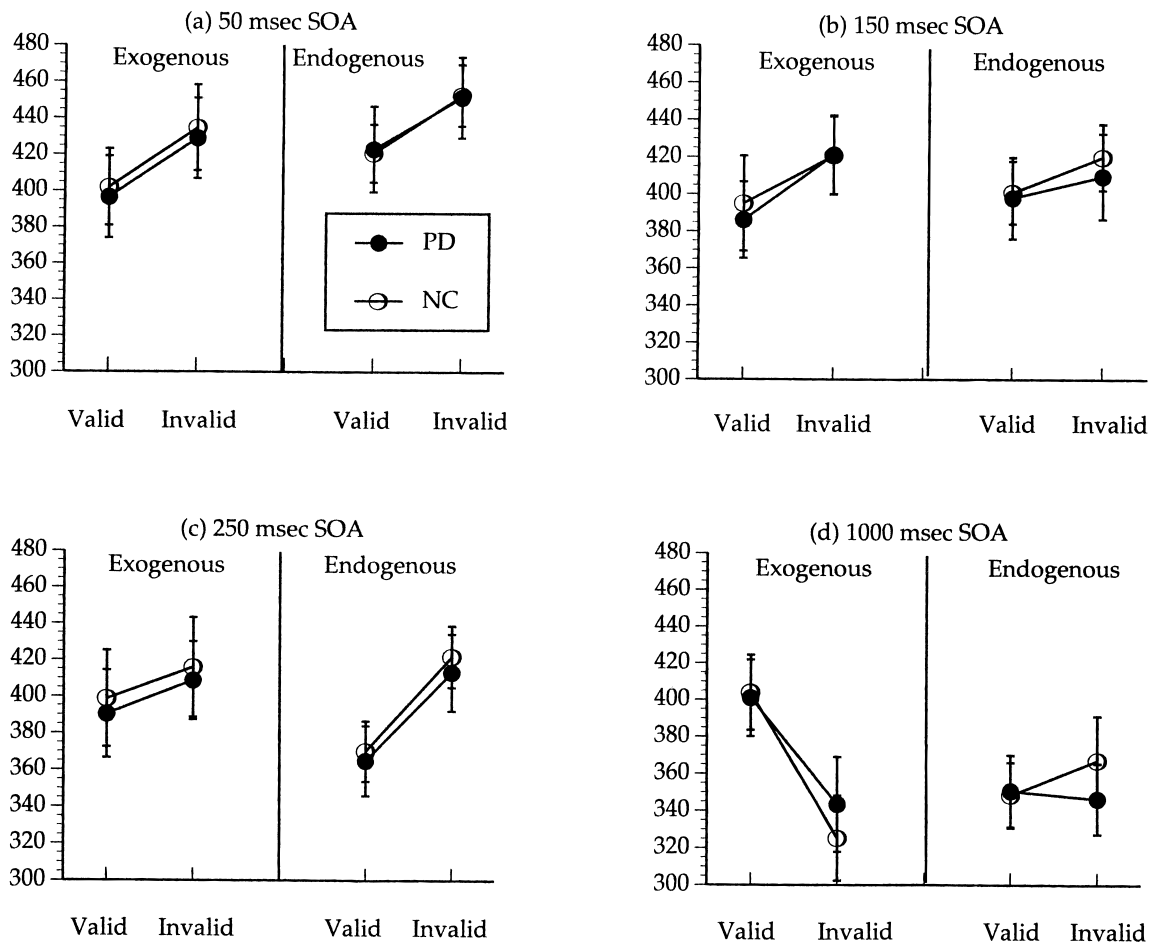 (a) 50 msec SOA
Exogenous Endogenous
480
460
440
420
400
380
360
340
320
300
PD
NC
Valid Invalid Valid Invalid
(b) 150 msec SOA
Exogenous Endogenous
480
460
440
420
400
380
360
340
320
300
Valid Invalid Valid Invalid
(c) 250 msec SOA
Exogenous Endogenous
480
460
440
420
400
380
360
340
320
300
Valid Invalid Valid Invalid
(d) 1000 msec SOA
Exogenous Endogenous
480
460
440
420
400
380
360
340
320
300
Valid Invalid Valid Invalid